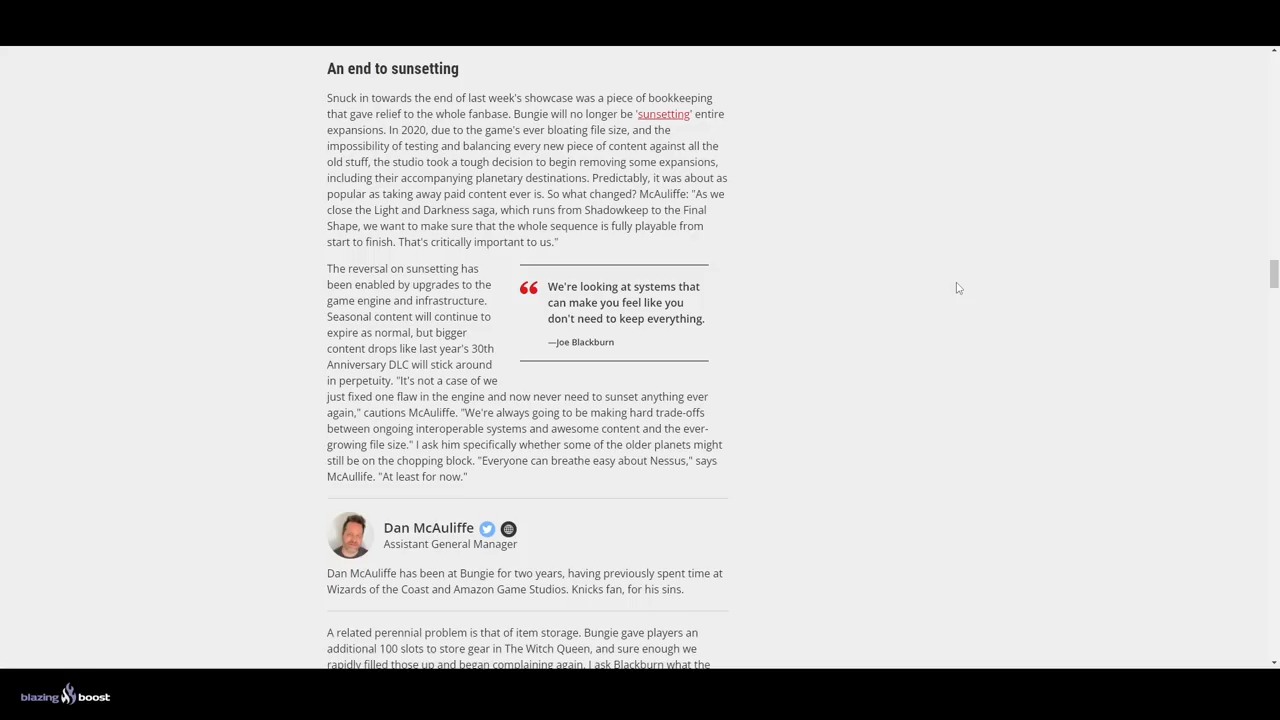 An end to sunsetting
Snuck in towards the end of last week's showcase was a piece of bookkeeping
that gave relief to the whole fanbase. Bungie will no longer be 'sunsetting' entire
expansions. In 2020, due to the game's ever bloating file size, and the
impossibility of testing and balancing every new piece of content against all the
old stuff, the studio took a tough decision to begin removing some expansions,
including their accompanying planetary destinations. Predictably, it was about as
popular as taking away paid content ever is. So what changed? McAuliffe: "As we
close the Light and Darkness saga, which runs from Shadowkeep to the Final
Shape, we want to make sure that the whole sequence is fully playable from
start to finish. That's critically important to us."
The reversal on sunsetting has
been enabled by upgrades to the
game engine and infrastructure.
Seasonal content will continue to
expire as normal, but bigger
content drops like last year's 30th
Anniversary DLC will stick around
in perpetuity. "It's not a case of we
just fixed one flaw in the engine and now never need to sunset anything ever
again," cautions McAuliffe. "We're always going to be making hard trade-offs
between ongoing interoperable systems and awesome content and the ever-
growing file size." I ask him specifically whether some of the older planets might
still be on the chopping block. "Everyone can breathe easy about Nessus," says
McAullife. "At least for now."
We're looking at systems that
can make you feel like you
don't need to keep everything.
—Joe Blackburn
Dan McAuliffe
Assistant General Manager
Dan McAuliffe has been at Bungie for two years, having previously spent time at
Wizards of the Coast and Amazon Game Studios. Knicks fan, for his sins.
A related perennial problem is that of item storage. Bungie gave players an
additional 100 slots to store gear in The Witch Queen, and sure enough we
rapidly filled those up and began complaining again. I ask Blackburn what the
blazing boost